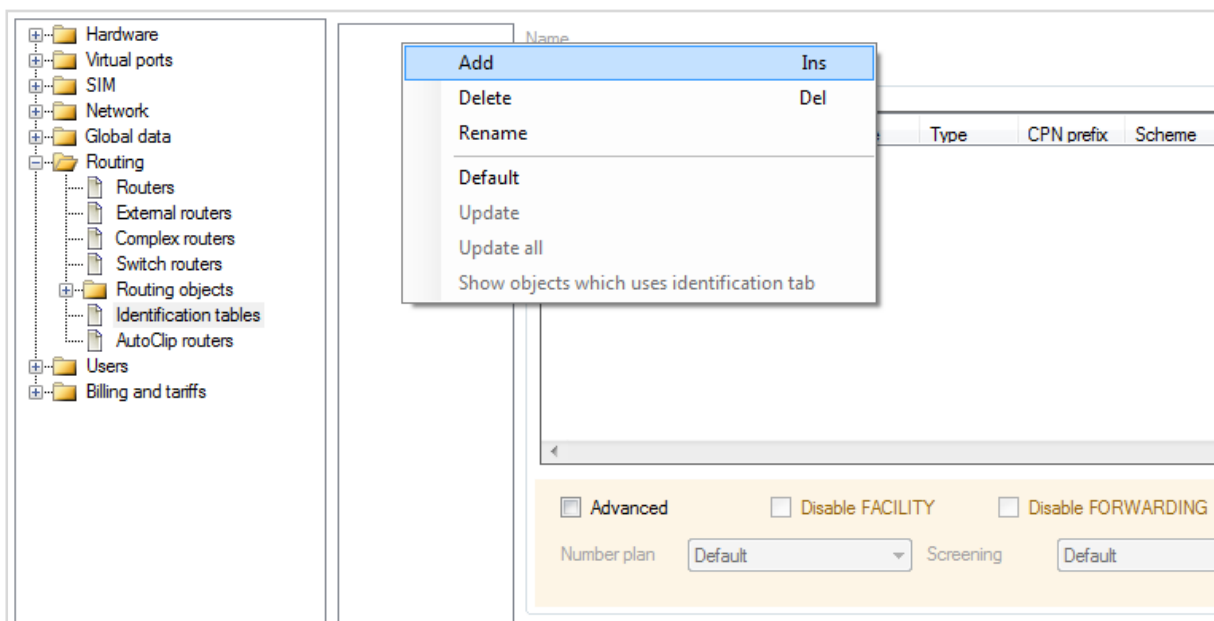 Hardware
Virtual ports
SIM
Network
Global data
Routing
Routers
External routers
Complex routers
Switch routers
Routing objects
Identification tables
AutoClip routers
Users
Billing and tariffs
Name
Add Ins
Delete Del
Rename
Default
Update
Update all
Show objects which uses identification tab
Type CPN prefix Scheme
Advanced Disable FACILITY Disable FORWARDING
Number plan Default Screening Default